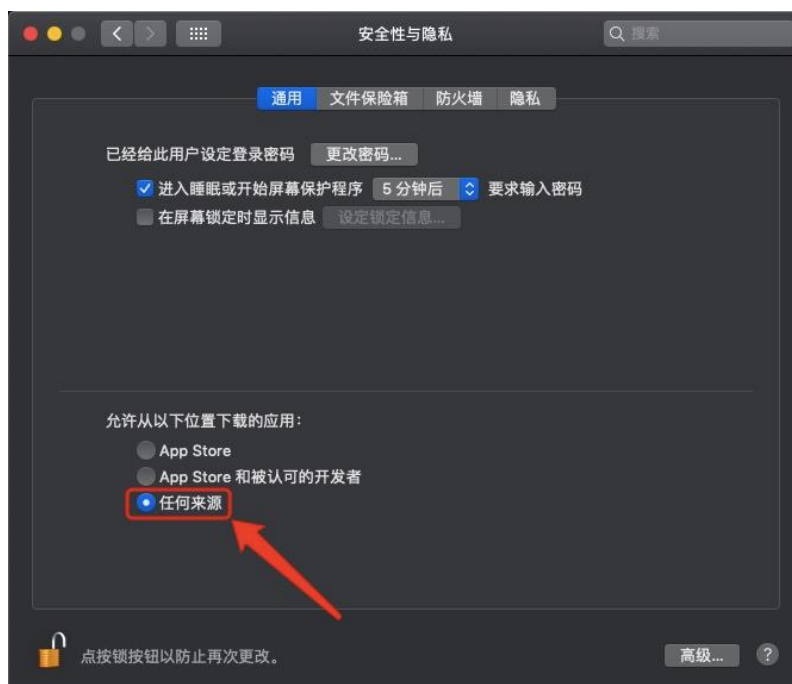 安全性与隐私
搜索
通用 文件保险箱 防火墙 隐私
已经给此用户设定登录密码 更改密码...
进入睡眠或开始屏幕保护程序 5 分钟后 要求输入密码
在屏幕锁定时显示信息 设定锁定信息...
允许从以下位置下载的应用：
App Store
App Store 和被认可的开发者
任何来源
点按锁按钮以防止再次更改。
高级... ?